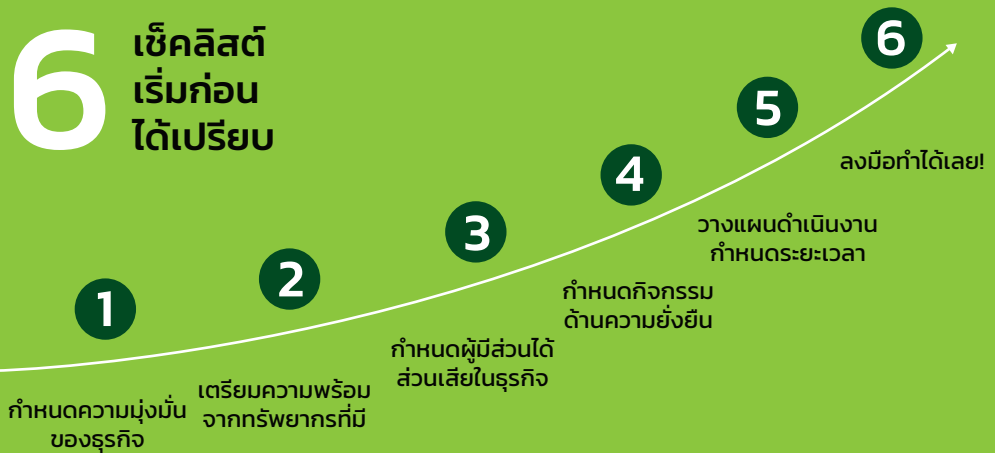 6
เช็คลิสต์
เริ่มก่อน
ได้เปรียบ
1
กำหนดความมุ่งมั่น
ของธุรกิจ
2
เตรียมความพร้อม
จากทรัพยากรที่มี
3
กำหนดผู้มีส่วนได้
ส่วนเสียในธุรกิจ
4
กำหนดกิจกรรม
ด้านความยั่งยืน
5
วางแผนดำเนินงาน
กำหนดระยะเวลา
6
ลงมือทำได้เลย!